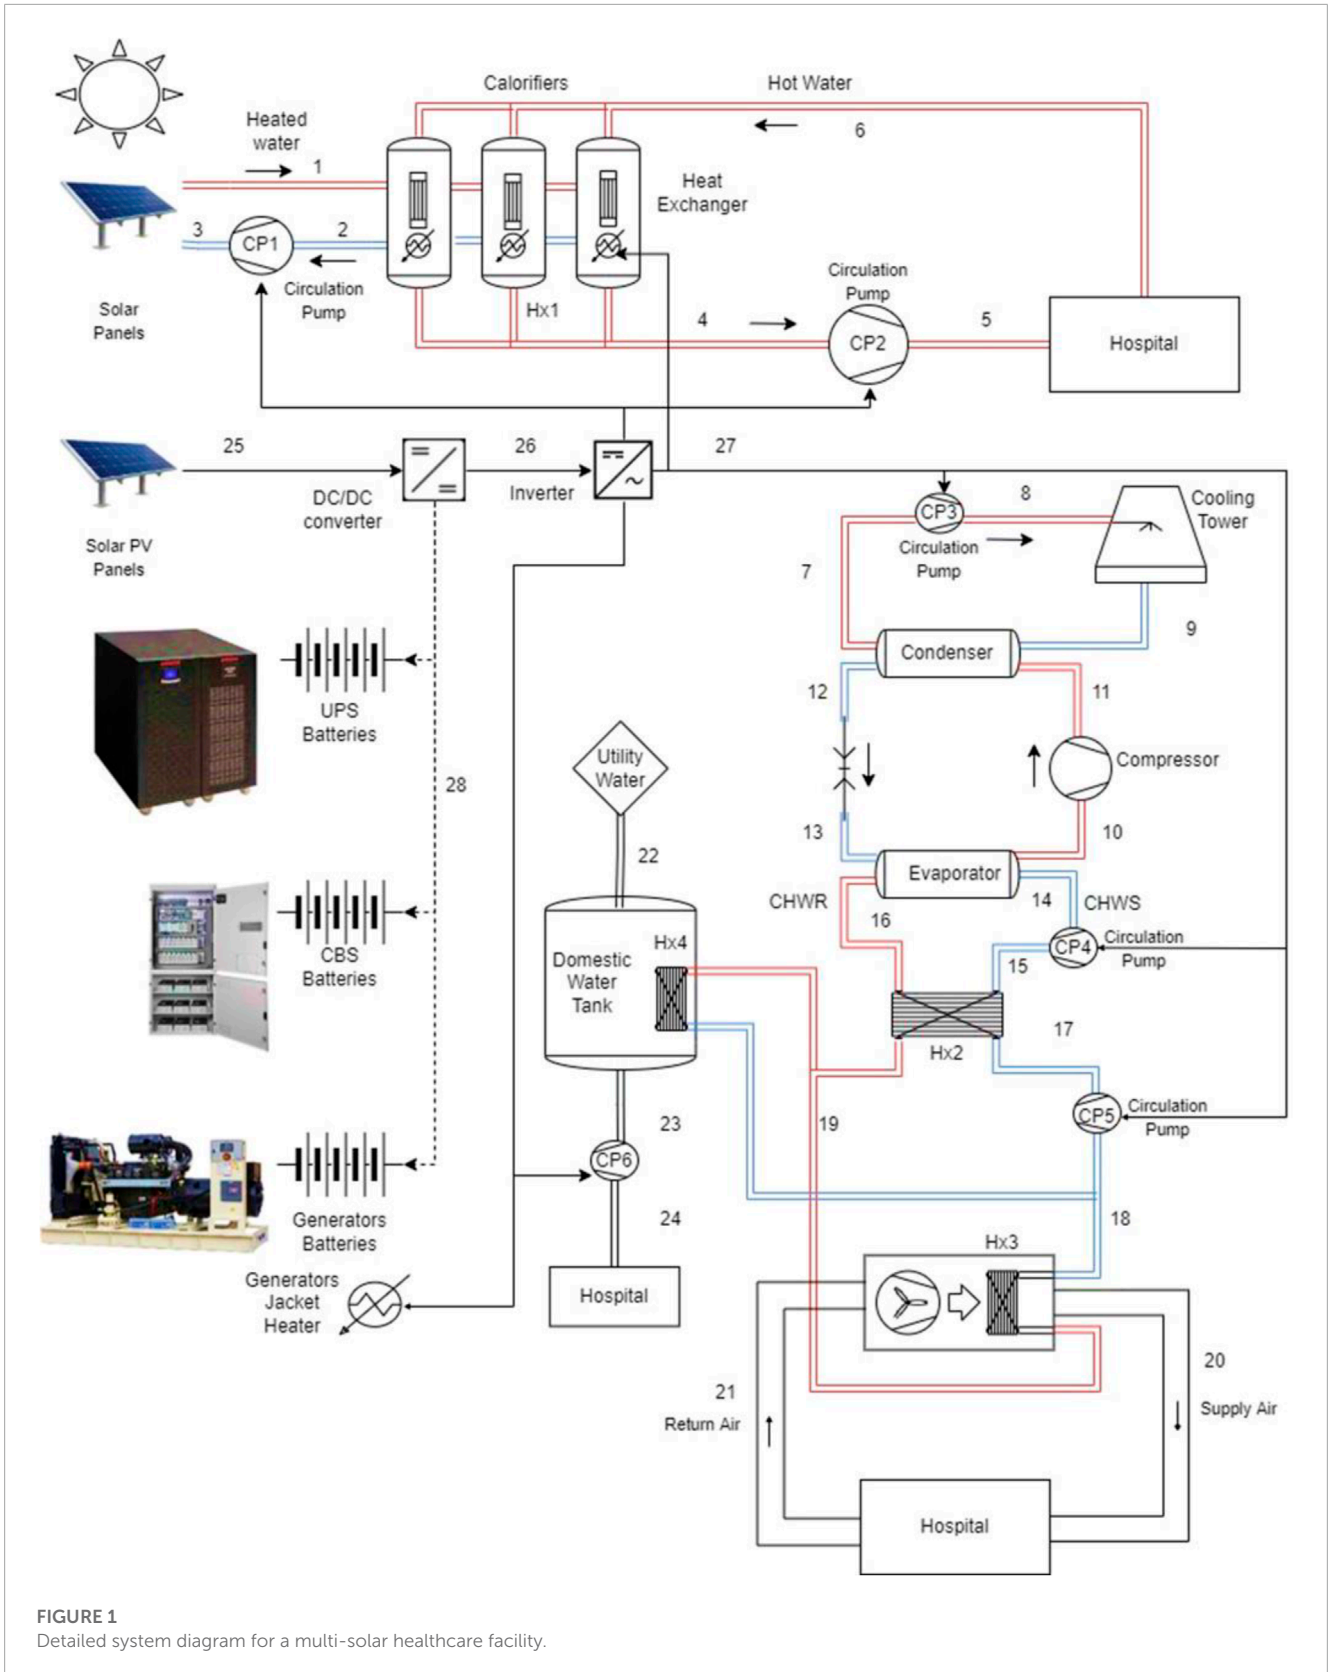 Calorifiers
Hot Water
Heated
water
1
6
Heat
Exchanger
3
CP1
2
Circulation
Pump
Solar
Panels
Hx1
4
Circulation
Pump
CP2
5
Hospital
25
26
27
DC/DC
converter
Inverter
Solar PV
Panels
CP3
8
Cooling
Tower
Circulation
Pump
7
9
Condenser
12
11
UPS
Batteries
Utility
Water
Compressor
28
13
10
22
Evaporator
CHWR
16
14
CHWS
CBS
Batteries
Hx4
Domestic
Water
Tank
CP4
Circulation
Pump
15
17
Hx2
CP5
Circulation
Pump
23
19
CP6
24
18
Generators
Batteries
Hx3
Generators
Jacket
Heater
Hospital
20
21
Return Air
Supply Air
Hospital
FIGURE 1
Detailed system diagram for a multi-solar healthcare facility.